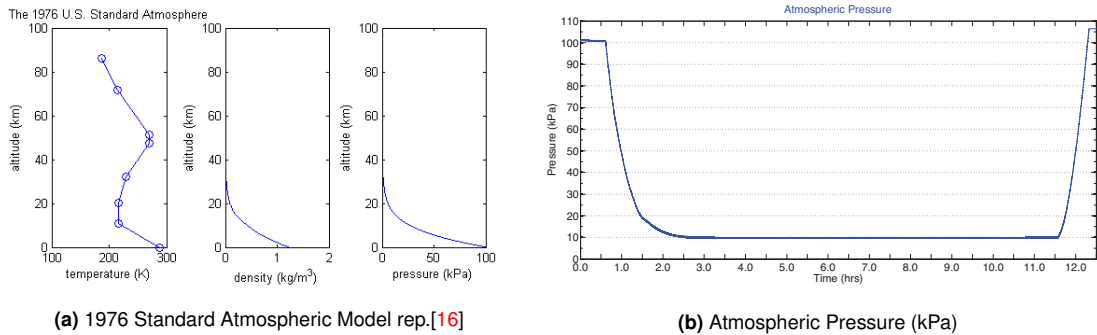 The 1976 U.S. Standard Atmosphere
100
80
60
40
20
0
altitude (km)
100 200 300
temperature (K)
100
80
60
40
20
0
altitude (km)
0 1 2
density (kg/m³)
100
80
60
40
20
0
altitude (km)
0 50 100
pressure (kPa)
(a) 1976 Standard Atmospheric Model rep.[16]
Atmospheric Pressure
110
100
90
80
70
60
50
40
30
20
10
0
Pressure (kPa)
0.0 1.0 2.0 3.0 4.0 5.0 6.0 7.0 8.0 9.0 10.0 11.0 12.0
Time (hrs)
(b) Atmospheric Pressure (kPa)